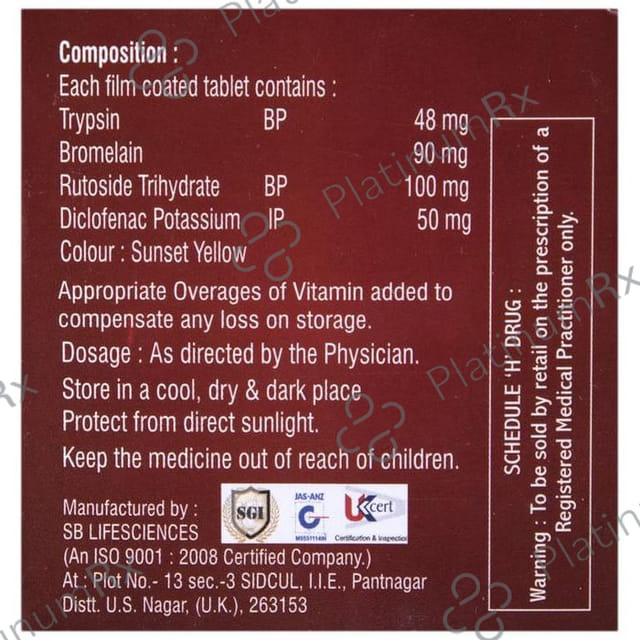 Composition :
Each film coated tablet contains :
Trypsin BP 48 mg
Bromelain 90 mg
Rutoside Trihydrate BP 100 mg
Diclofenac Potassium IP 50 mg
Colour : Sunset Yellow
Appropriate Overages of Vitamin added to
compensate any loss on storage.
Dosage : As directed by the Physician.
Store in a cool, dry & dark place
Protect from direct sunlight.
Keep the medicine out of reach of children.
Manufactured by :
SB LIFESCIENCES
(An ISO 9001 : 2008 Certified Company.)
At.: Plot No.- 13 sec.-3 SIDCUL, I.I.E., Pantnagar
Distt. U.S. Nagar, (U.K.), 263153
SGI
JAS-ANZ
UKcert
Certification & Inspection
SCHEDULE 'H' DRUG :
Warning : To be sold by retail on the prescription of a
Registered Medical Practitioner only.
PlatinumRx
PlatinumRx